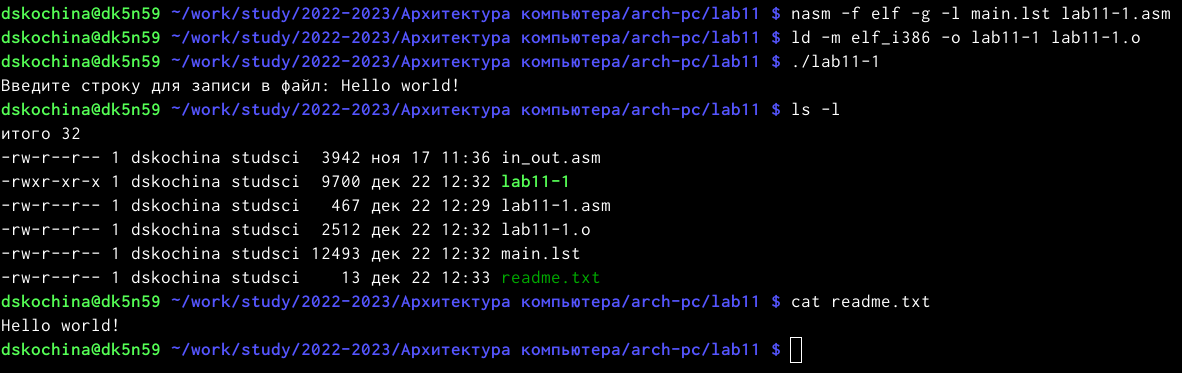 dskochina@dk5n59 ~/work/study/2022-2023/Архитектура компьютера/arch-pc/lab11 $ nasm -f elf -g -l main.lst lab11-1.asm
dskochina@dk5n59 ~/work/study/2022-2023/Архитектура компьютера/arch-pc/lab11 $ ld -m elf_i386 -o lab11-1 lab11-1.o
dskochina@dk5n59 ~/work/study/2022-2023/Архитектура компьютера/arch-pc/lab11 $ ./lab11-1
Введите строку для записи в файл: Hello world!
dskochina@dk5n59 ~/work/study/2022-2023/Архитектура компьютера/arch-pc/lab11 $ ls -l
итого 32
-rw-r--r-- 1 dskochina studsci  3942 ноя 17 11:36 in_out.asm
-rwxr-xr-x 1 dskochina studsci  9700 дек 22 12:32 lab11-1
-rw-r--r-- 1 dskochina studsci   467 дек 22 12:29 lab11-1.asm
-rw-r--r-- 1 dskochina studsci  2512 дек 22 12:32 lab11-1.o
-rw-r--r-- 1 dskochina studsci 12493 дек 22 12:32 main.lst
-rw-r--r-- 1 dskochina studsci    13 дек 22 12:33 readme.txt
dskochina@dk5n59 ~/work/study/2022-2023/Архитектура компьютера/arch-pc/lab11 $ cat readme.txt
Hello world!
dskochina@dk5n59 ~/work/study/2022-2023/Архитектура компьютера/arch-pc/lab11 $